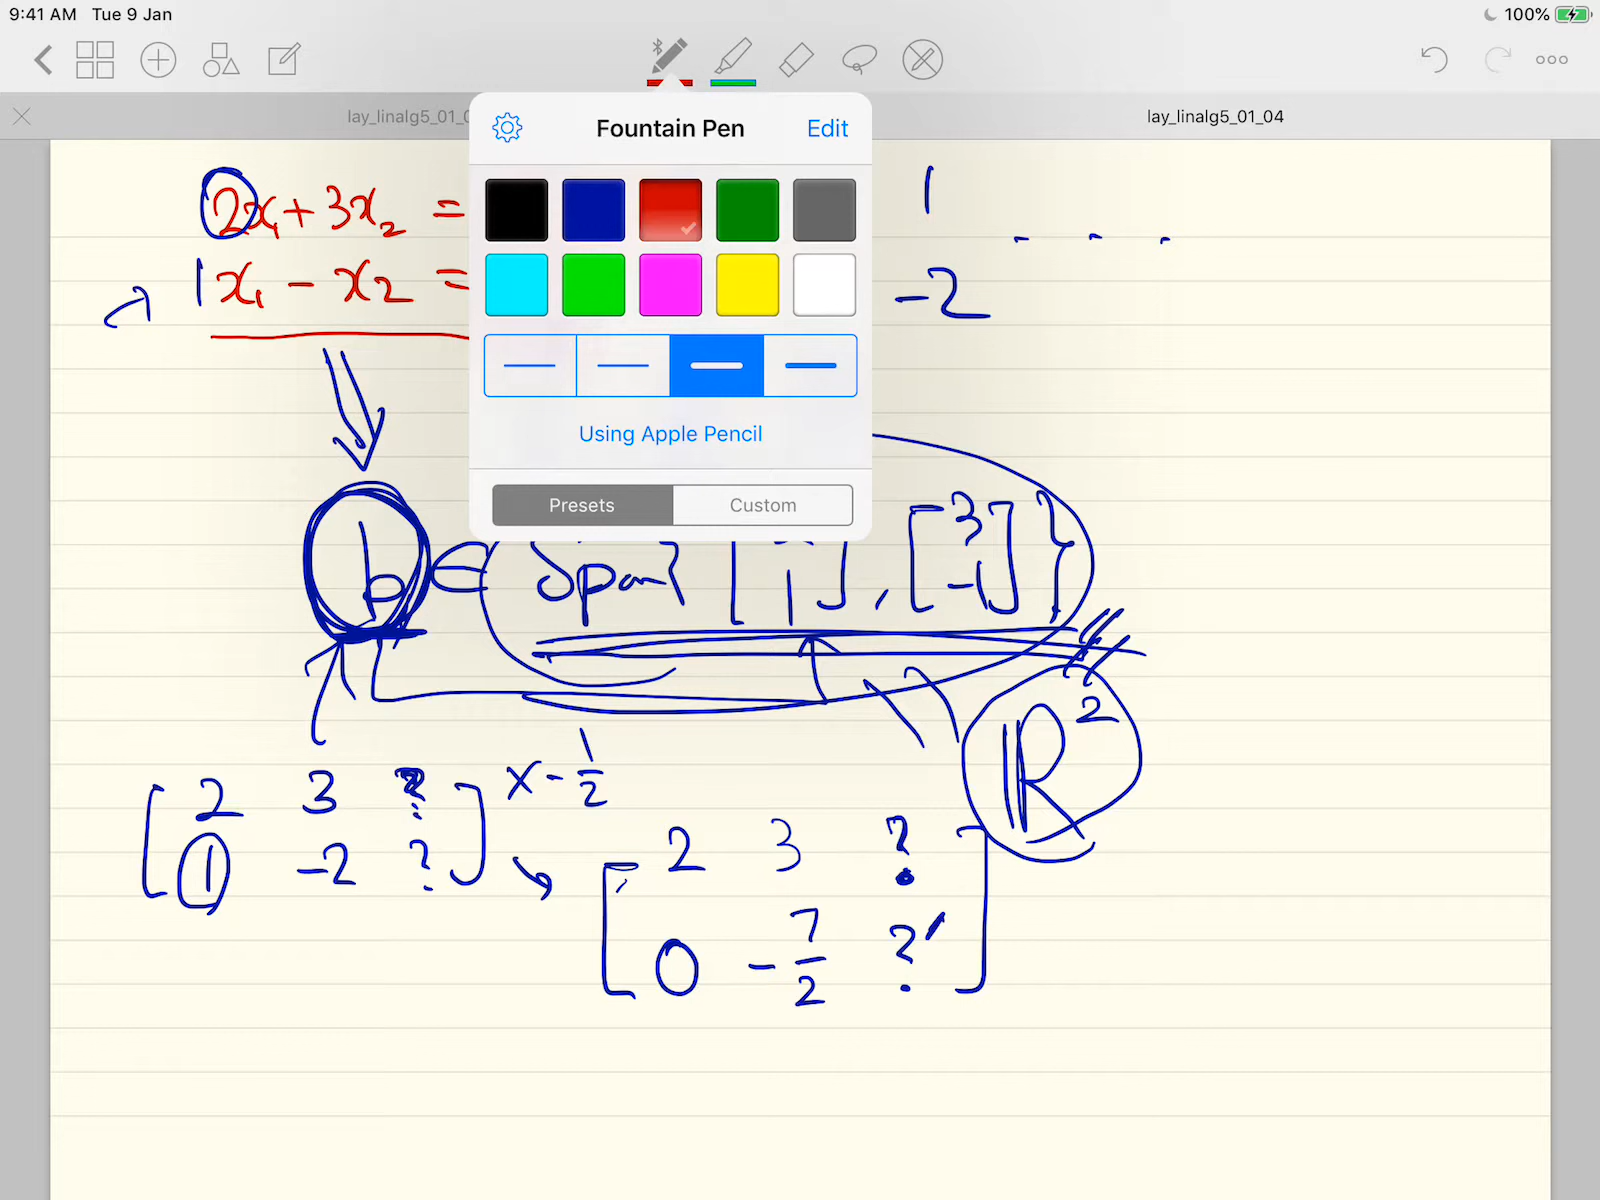 9:41 AM Tue 9 Jan
100%
lay_linalg5_01_0
lay_linalg5_01_04
Fountain Pen
Edit
Using Apple Pencil
Presets
Custom
2x₁ + 3x₂ =
1x₁ - x₂ =
1
-2
. . .
b ∈ Span { [ 1 ], [ 3 -1 ] }
ℝ²
[ 2 3 ? ] x - 1/2
[ 1 -2 ? ]
[ 2 3 ? ]
[ 0 - 7/2 ?' ]